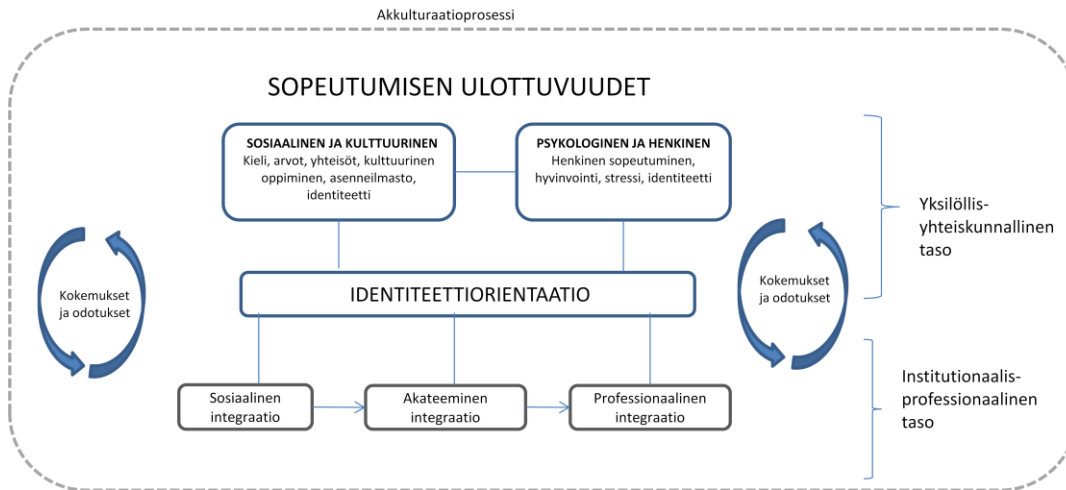 Akkulturaatioprosessi
SOPEUTUMISEN ULOTTUVUUDET
SOSIAALINEN JA KULTTUURINEN
Kieli, arvot, yhteisöt, kulttuurinen
oppiminen, asenneilmasto,
identiteetti
PSYKOLOGINEN JA HENKINEN
Henkinen sopeutuminen,
hyvinvointi, stressi, identiteetti
Yksilöllis-
yhteiskunnallinen
taso
Kokemukset
ja odotukset
IDENTITEETTIORIENTAATIO
Kokemukset
ja odotukset
Sosiaalinen
integraatio
Akateeminen
integraatio
Professionaalinen
integraatio
Institutionaalis-
professionaalinen
taso